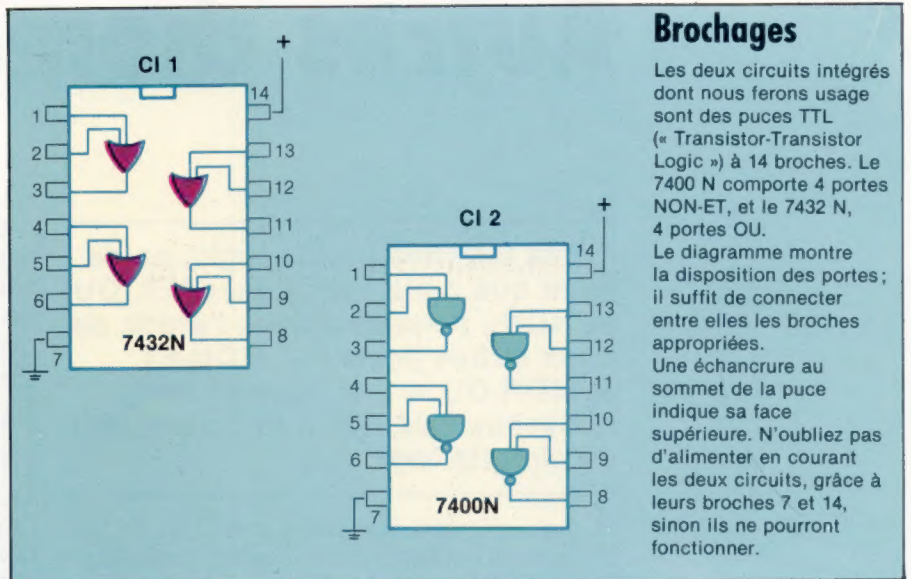 CI 1
+
14
1
2
3
4
5
6
7
13
12
11
10
9
8
7432N
CI 2
+
14
1
2
3
4
5
6
7
13
12
11
10
9
8
7400N
Brochages
Les deux circuits intégrés
dont nous ferons usage
sont des puces TTL
(« Transistor-Transistor
Logic ») à 14 broches. Le
7400 N comporte 4 portes
NON-ET, et le 7432 N,
4 portes OU.
Le diagramme montre
la disposition des portes;
il suffit de connecter
entre elles les broches
appropriées.
Une échancrure au
sommet de la puce
indique sa face
supérieure. N'oubliez pas
d'alimenter en courant
les deux circuits, grâce à
leurs broches 7 et 14,
sinon ils ne pourront
fonctionner.